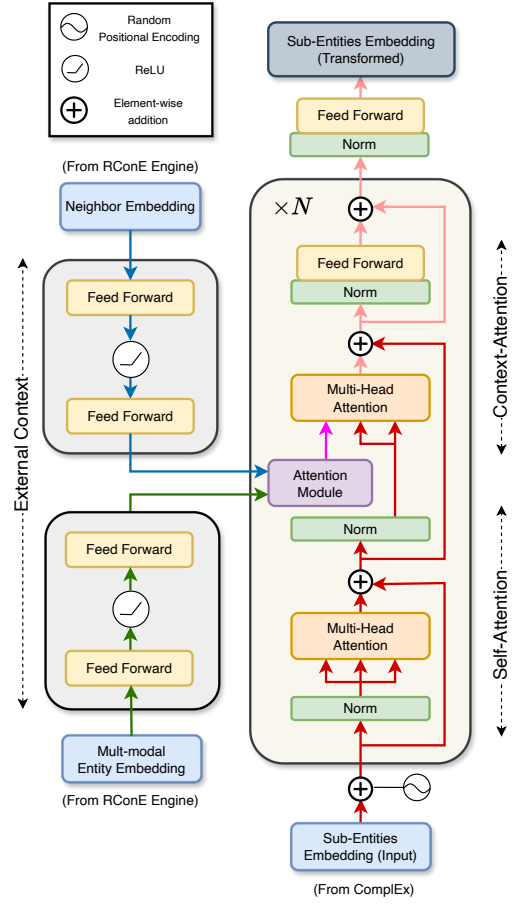 Random
Positional Encoding
ReLU
Element-wise
addition
(From RConE Engine)
Neighbor Embedding
Feed Forward
Feed Forward
External Context
Feed Forward
Feed Forward
Mult-modal
Entity Embedding
(From RConE Engine)
Sub-Entities Embedding
(Transformed)
Feed Forward
Norm
×N
Feed Forward
Norm
Multi-Head
Attention
Attention
Module
Norm
Multi-Head
Attention
Norm
Sub-Entities
Embedding (Input)
(From ComplEx)
Context-Attention
Self-Attention